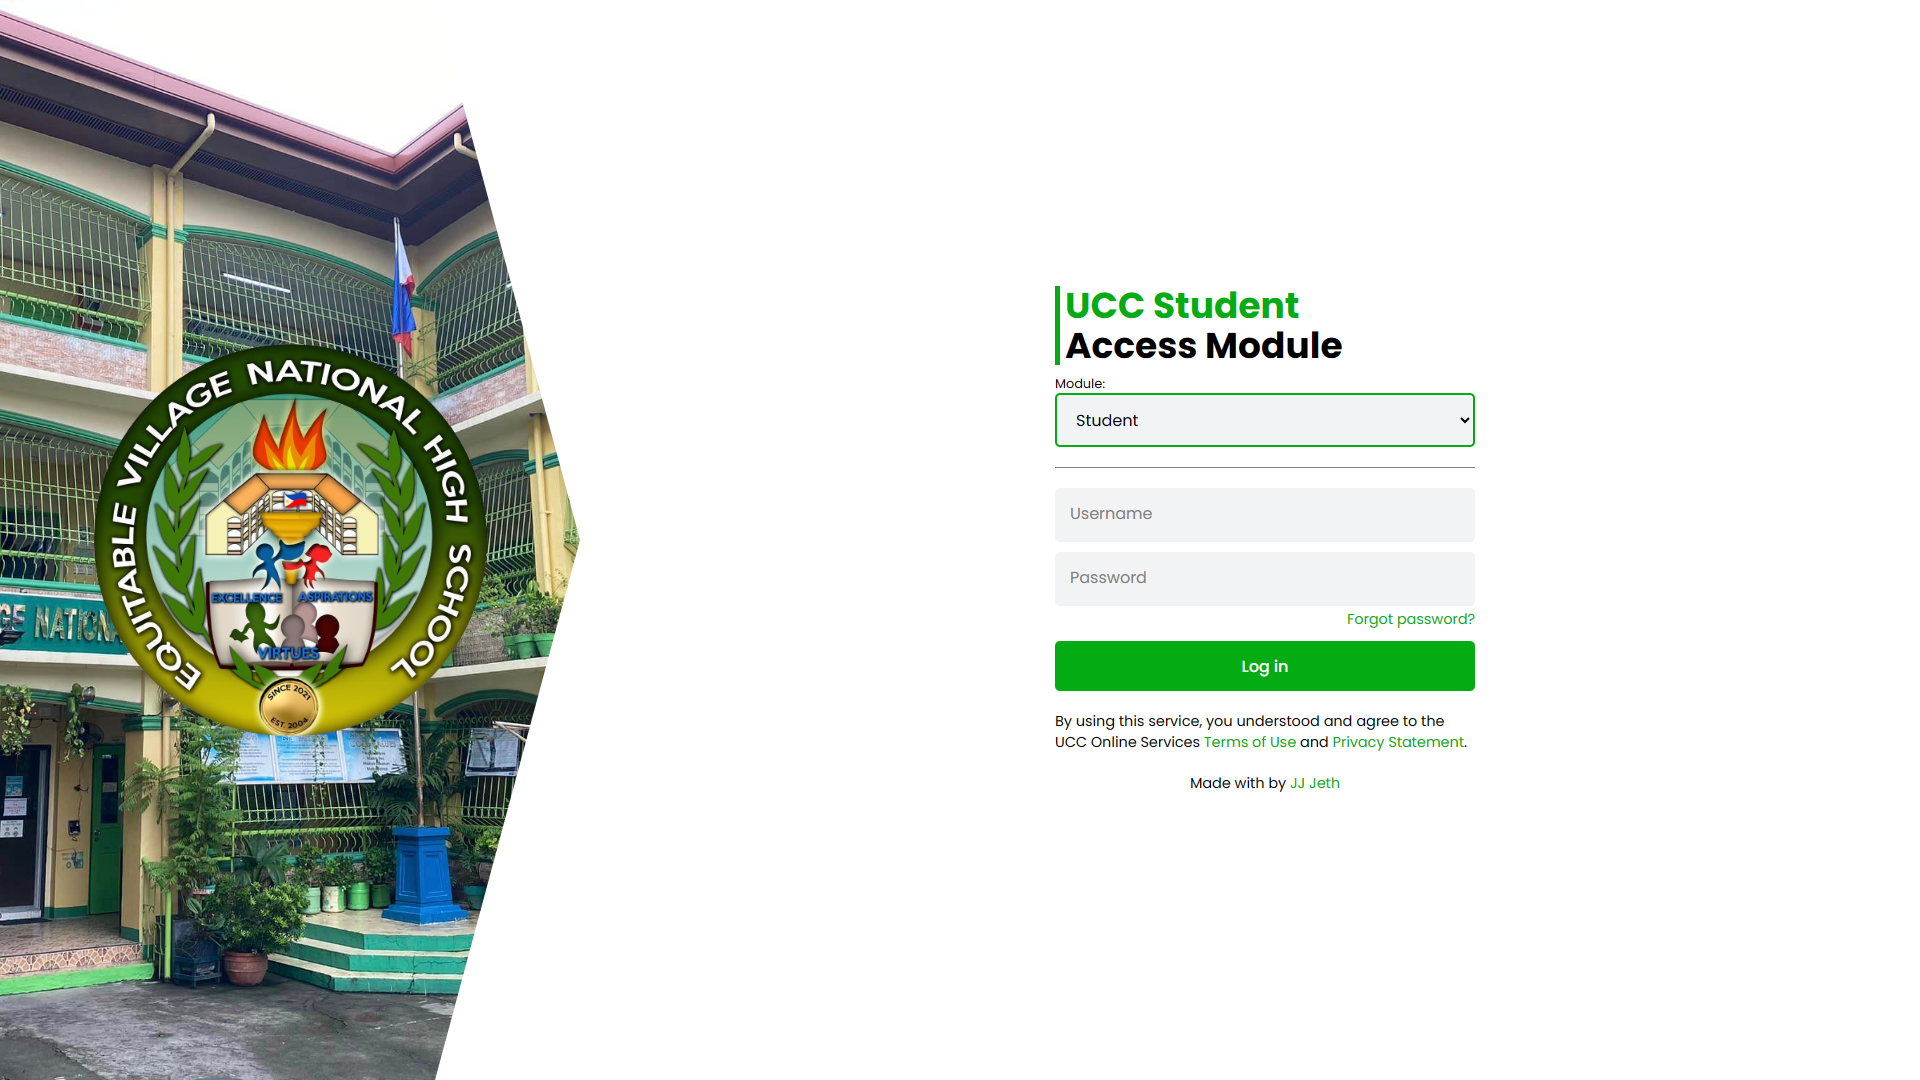 EQUITABLE VILLAGE NATIONAL HIGH SCHOOL
EXCELLENCE
ASPIRATIONS
VIRTUES
SINCE 2021
EST. 2004
GE NATIONA
UCC Student
Access Module
Module:
Student
Username
Password
Forgot password?
Log in
By using this service, you understood and agree to the
UCC Online Services Terms of Use and Privacy Statement.
Made with by JJ Jeth